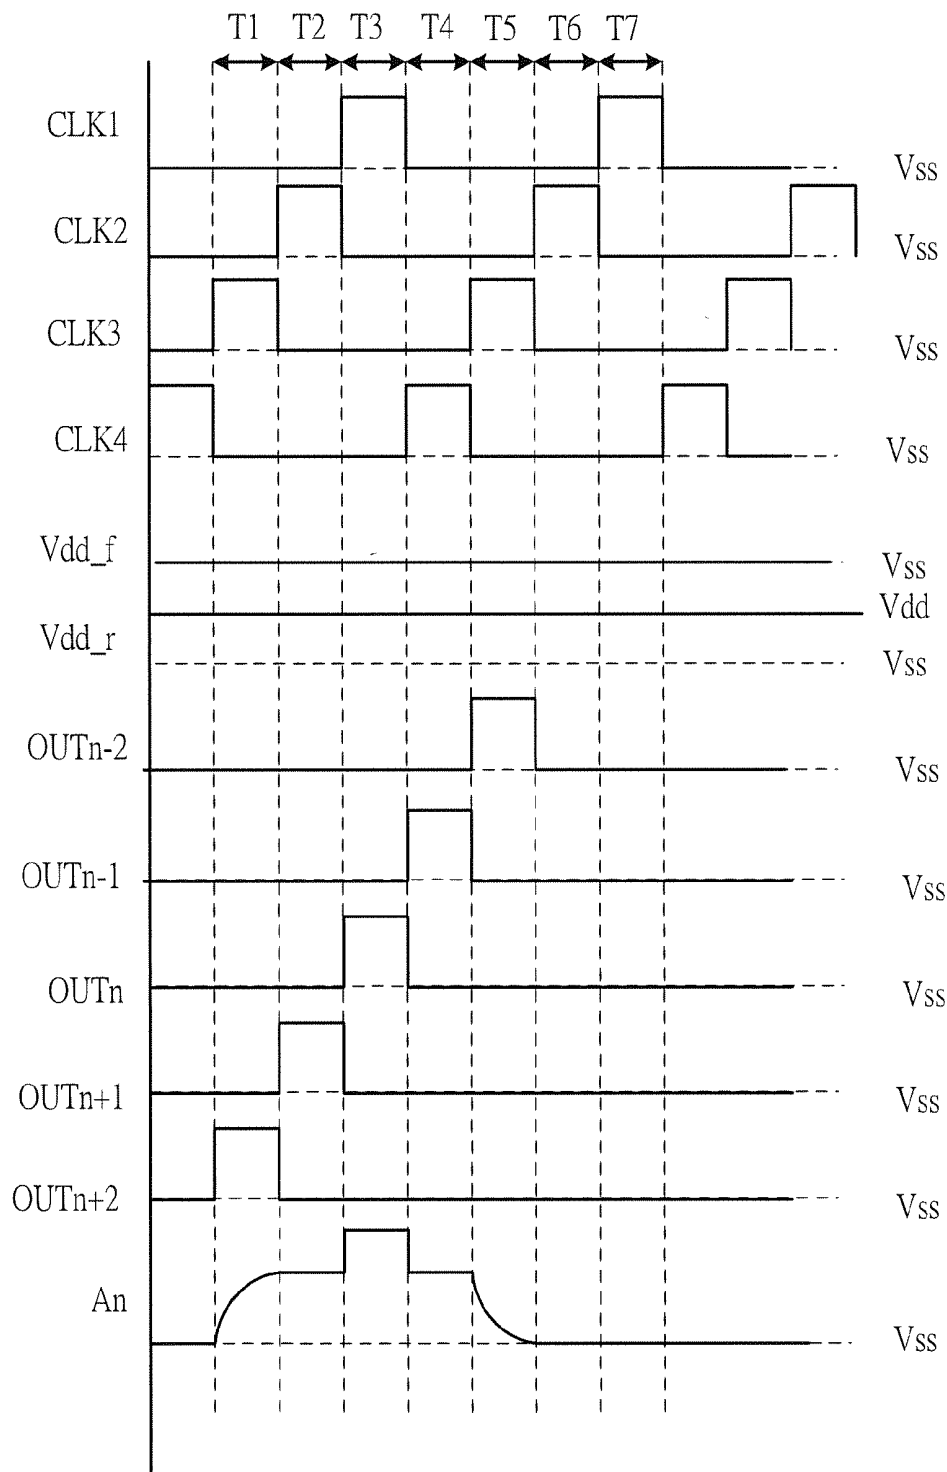 T1 T2 T3 T4 T5 T6 T7
CLK1 Vss
CLK2 Vss
CLK3 Vss
CLK4 Vss
Vdd_f Vss
Vdd
Vdd_r Vss
OUTn-2 Vss
OUTn-1 Vss
OUTn Vss
OUTn+1 Vss
OUTn+2 Vss
An Vss